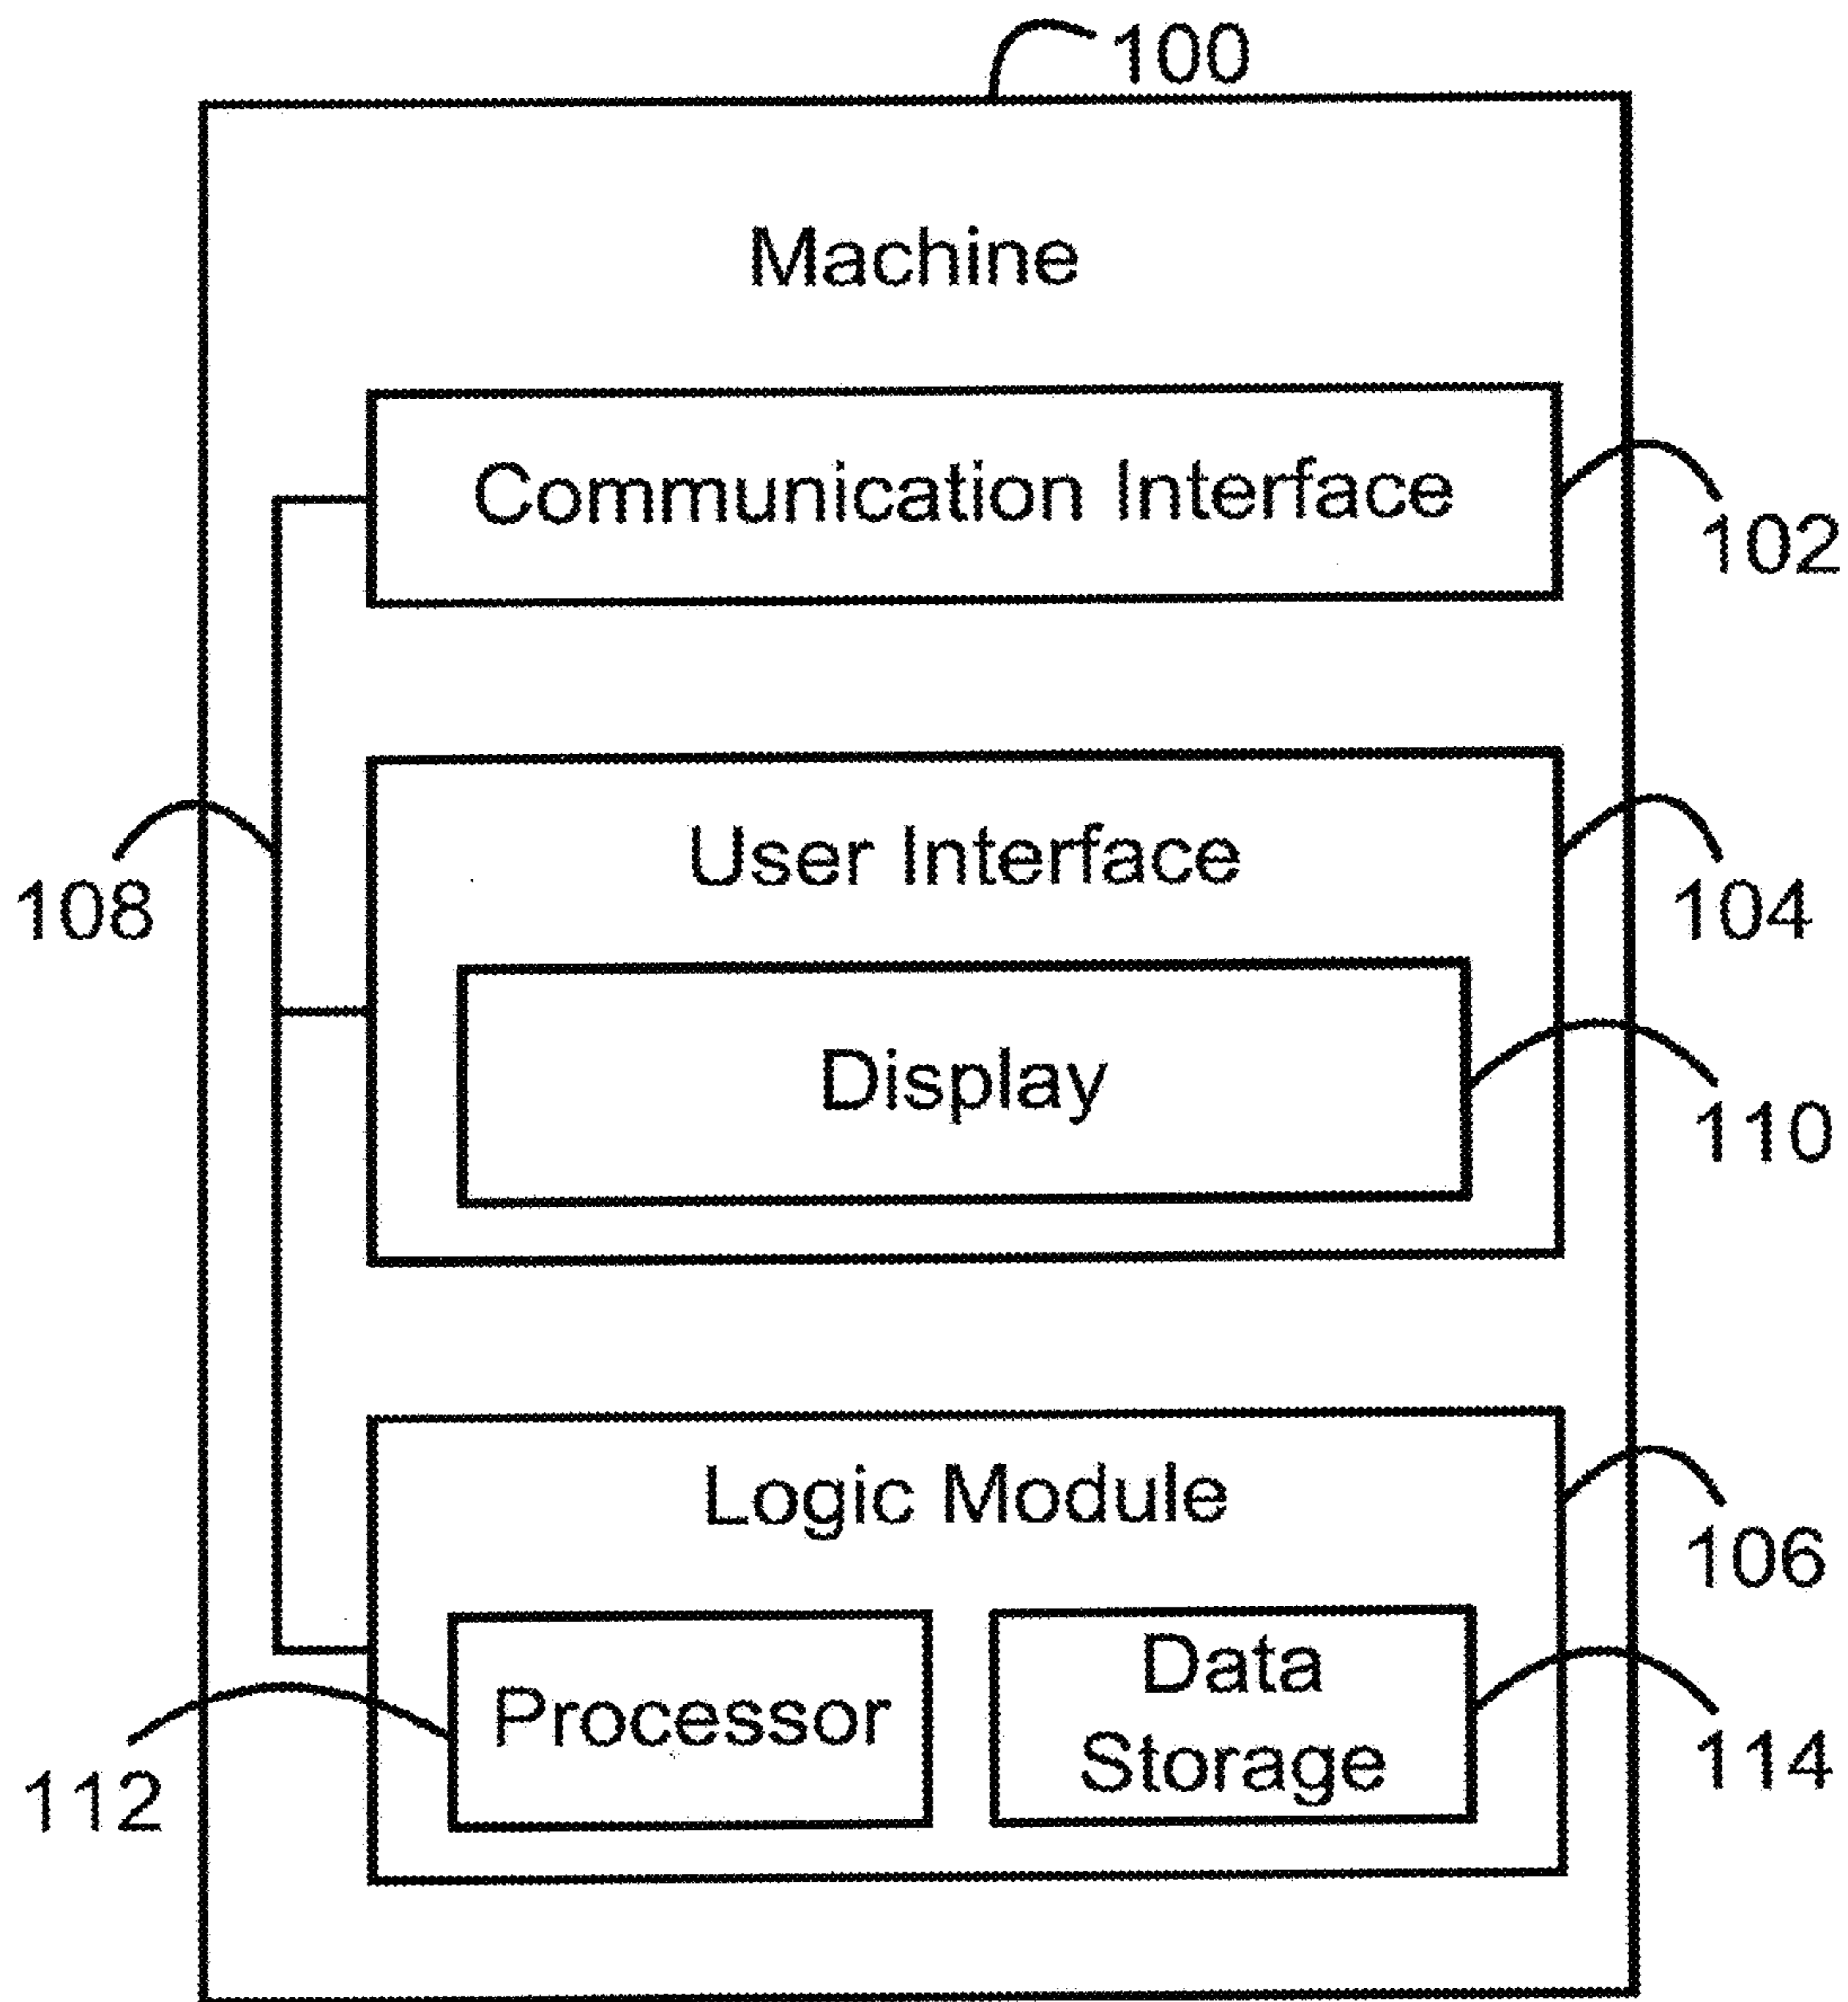 100
Machine
Communication Interface
102
User Interface
108
104
Display
110
Logic Module
106
Processor
Data
Storage
112
114